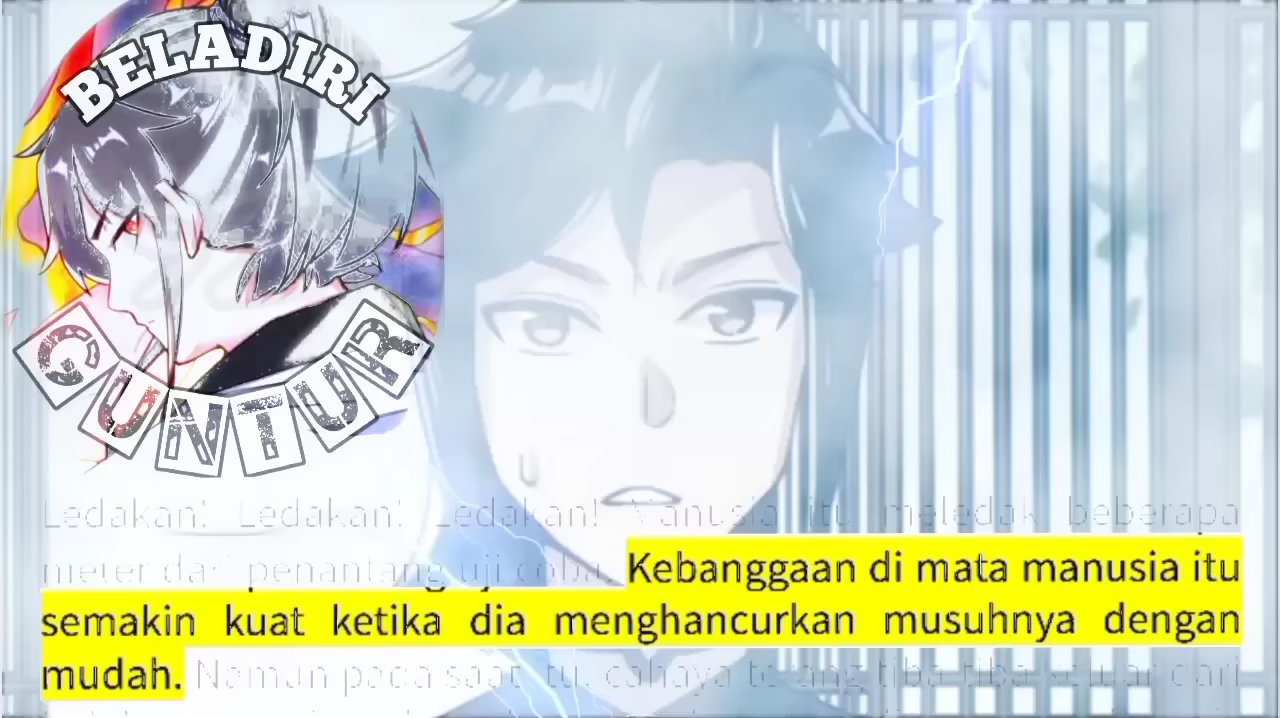 BELADIRI
GUNTUR
Ledakan! Ledakan! Ledakan! Manusia itu meledak beberapa
meter dari penantang uji coba. Kebanggaan di mata manusia itu
semakin kuat ketika dia menghancurkan musuhnya dengan
mudah. Namun pada saat itu, cahaya terang tiba-tiba keluar dari